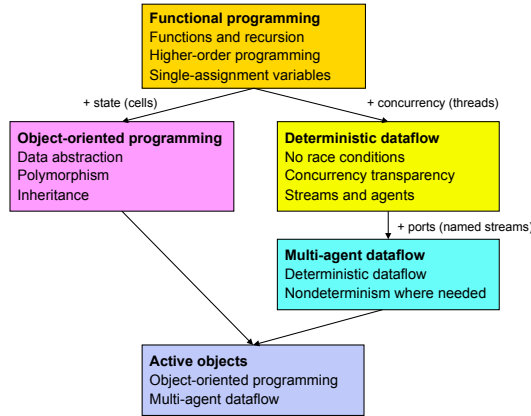 Functional programming
Functions and recursion
Higher-order programming
Single-assignment variables
+ state (cells)
+ concurrency (threads)
Object-oriented programming
Data abstraction
Polymorphism
Inheritance
Deterministic dataflow
No race conditions
Concurrency transparency
Streams and agents
+ ports (named streams)
Multi-agent dataflow
Deterministic dataflow
Nondeterminism where needed
Active objects
Object-oriented programming
Multi-agent dataflow